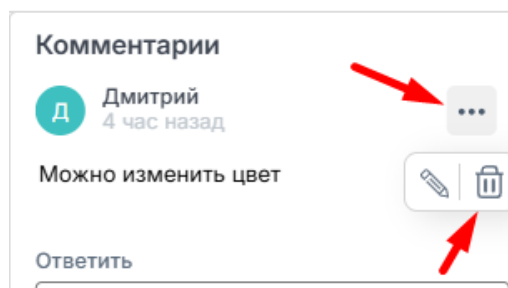 Комментарии
Д
Дмитрий
4 час назад
Можно изменить цвет
Ответить